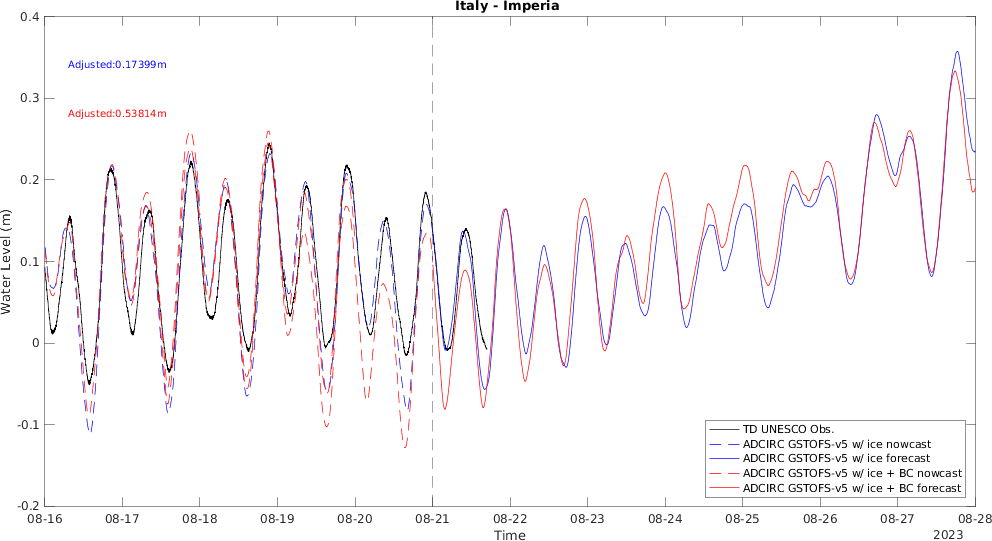 Italy - Imperia
0.4
0.3
0.2
0.1
0
-0.1
-0.2
Water Level (m)
Adjusted:0.17399m
Adjusted:0.53814m
TD UNESCO Obs.
ADCIRC GSTOFS-v5 w/ ice nowcast
ADCIRC GSTOFS-v5 w/ ice forecast
ADCIRC GSTOFS-v5 w/ ice + BC nowcast
ADCIRC GSTOFS-v5 w/ ice + BC forecast
08-16 08-17 08-18 08-19 08-20 08-21 08-22 08-23 08-24 08-25 08-26 08-27 08-28
Time
2023